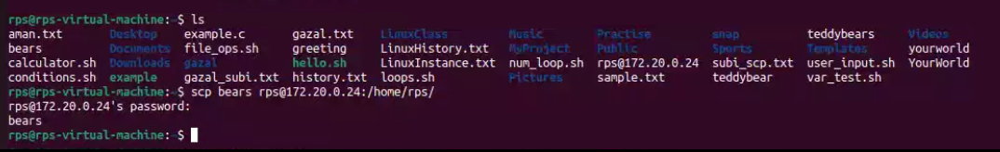 rps@rps-virtual-machine:~$ ls
aman.txt Desktop example.c gazal.txt LinuxClass Music Practise snap teddybears Videos
bears Documents file_ops.sh greeting LinuxHistory.txt MyProject Public Sports Templates yourworld
calculator.sh Downloads gazal hello.sh LinuxInstance.txt num_loop.sh rps@172.20.0.24 subi_scp.txt user_input.sh YourWorld
conditions.sh example gazal_subi.txt history.txt loops.sh Pictures sample.txt teddybear var_test.sh
rps@rps-virtual-machine:~$ scp bears rps@172.20.0.24:/home/rps/
rps@172.20.0.24's password:
bears
rps@rps-virtual-machine:~$